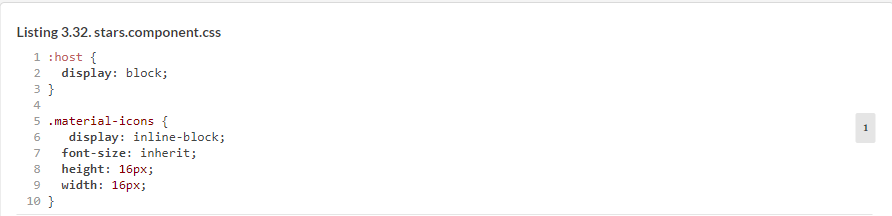 Listing 3.32. stars.component.css
1 :host {
2   display: block;
3 }
4
5 .material-icons {
6    display: inline-block;
7   font-size: inherit;
8   height: 16px;
9   width: 16px;
10 }
1